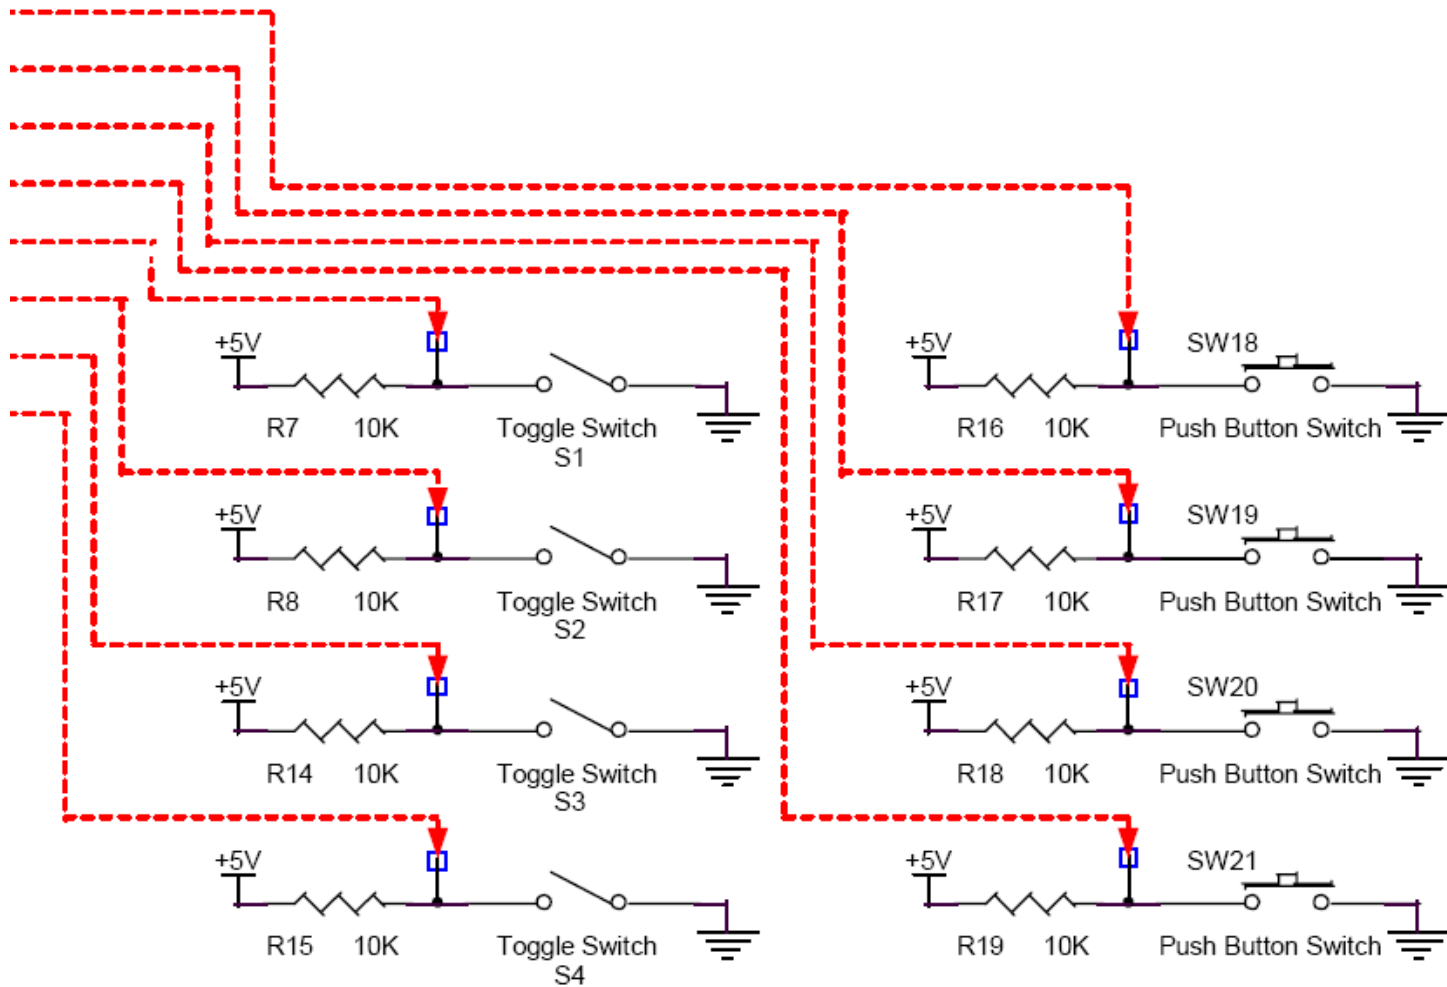 +5V
R7 10K
Toggle Switch
S1
+5V
R16 10K
SW18
Push Button Switch
+5V
R8 10K
Toggle Switch
S2
+5V
R17 10K
SW19
Push Button Switch
+5V
R14 10K
Toggle Switch
S3
+5V
R18 10K
SW20
Push Button Switch
+5V
R15 10K
Toggle Switch
S4
+5V
R19 10K
SW21
Push Button Switch